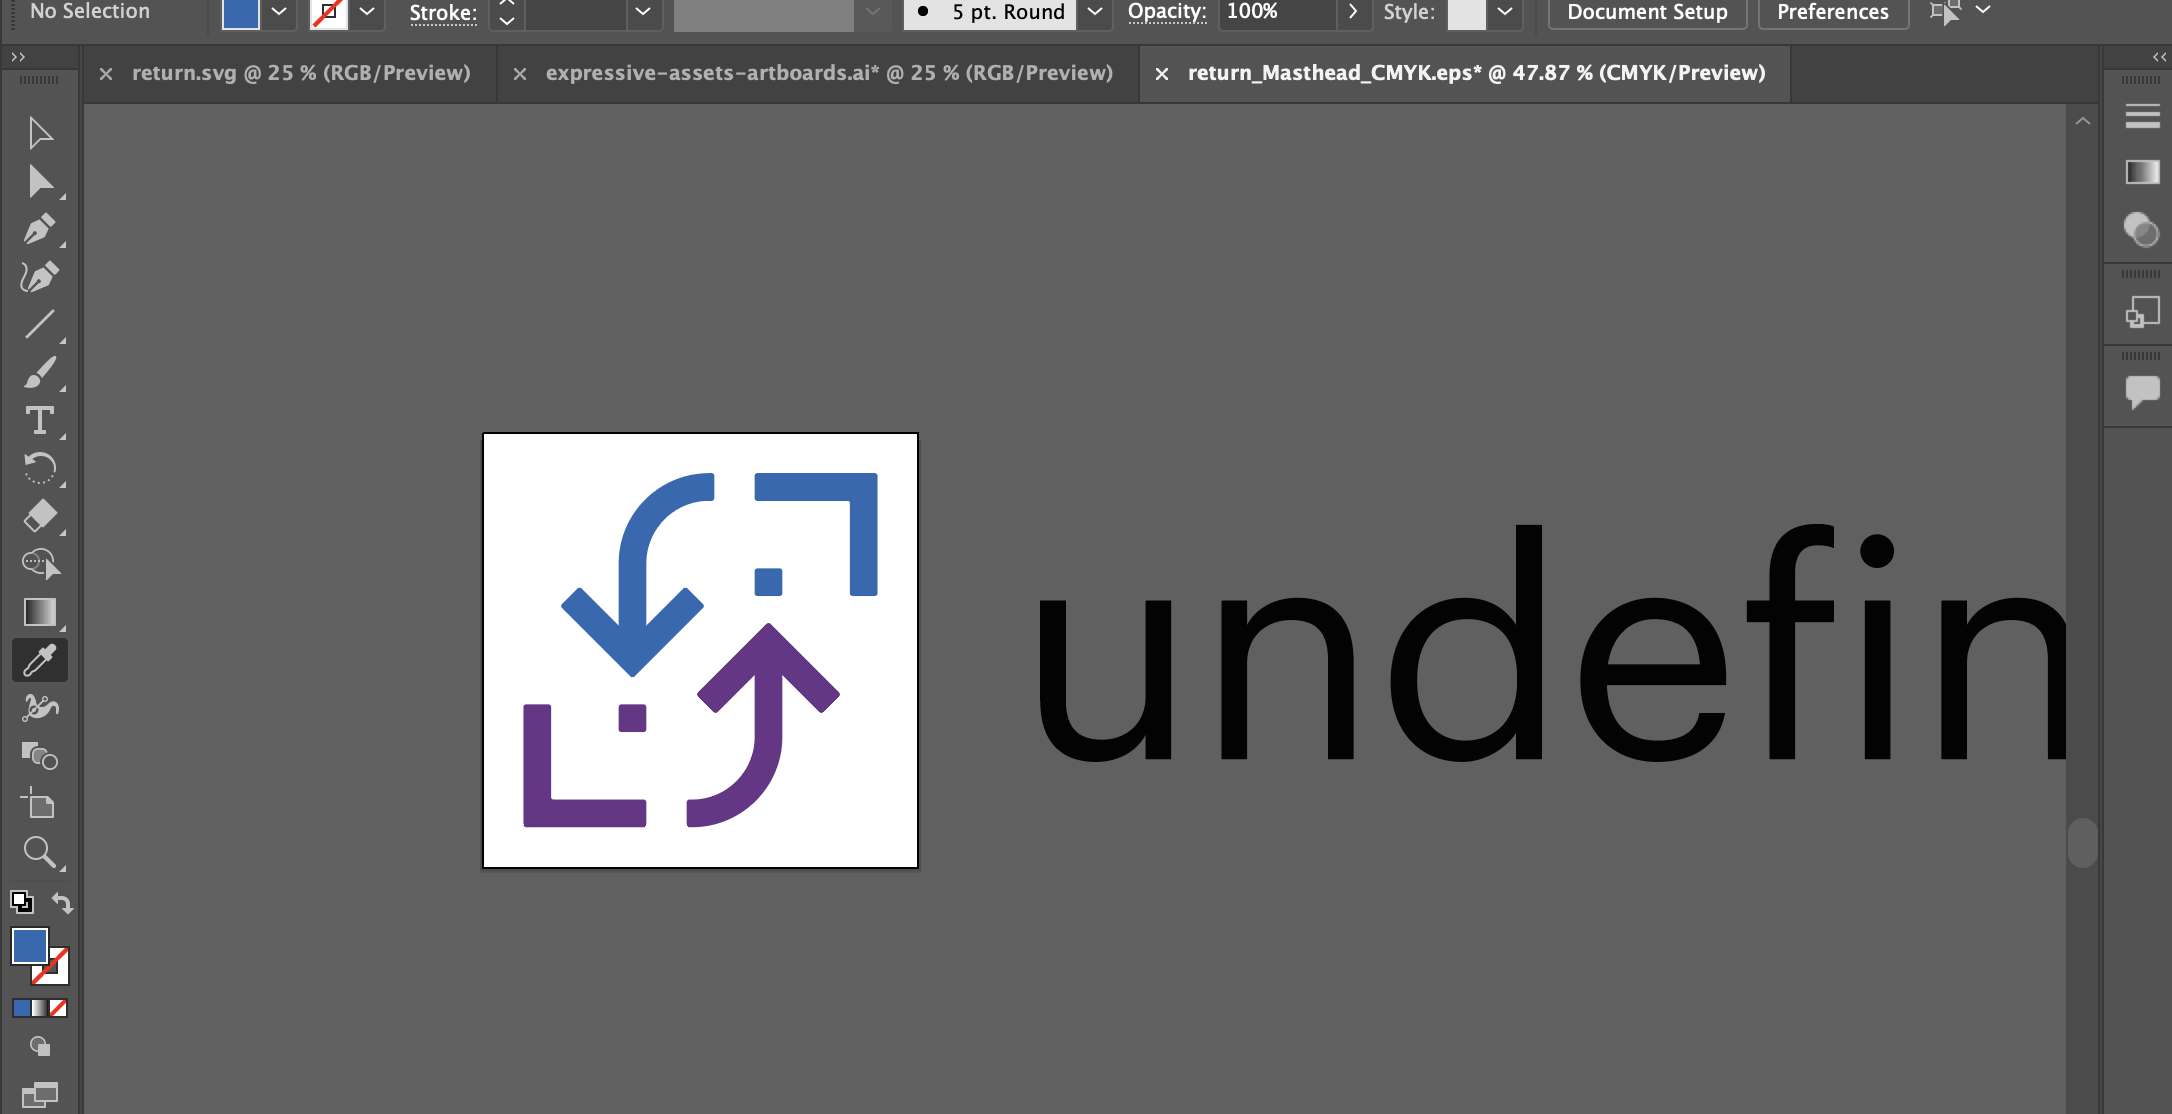 No Selection Stroke: 5 pt. Round Opacity: 100% Style: Document Setup Preferences
return.svg @ 25 % (RGB/Preview) expressive-assets-artboards.ai* @ 25 % (RGB/Preview) return_Masthead_CMYK.eps* @ 47.87 % (CMYK/Preview)
undefin